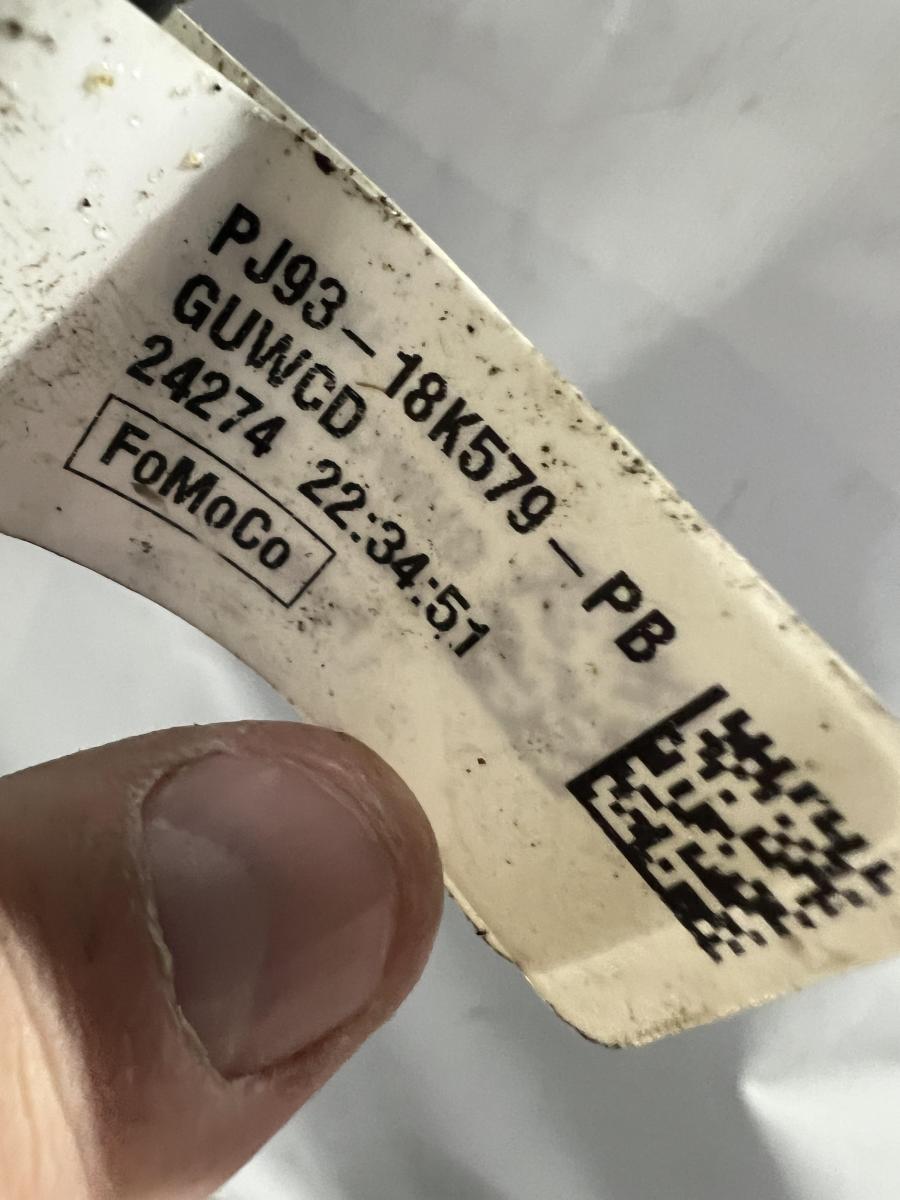 PJ93-18K579-PB
GUWCD
24274 22:34:51
FoMoCo